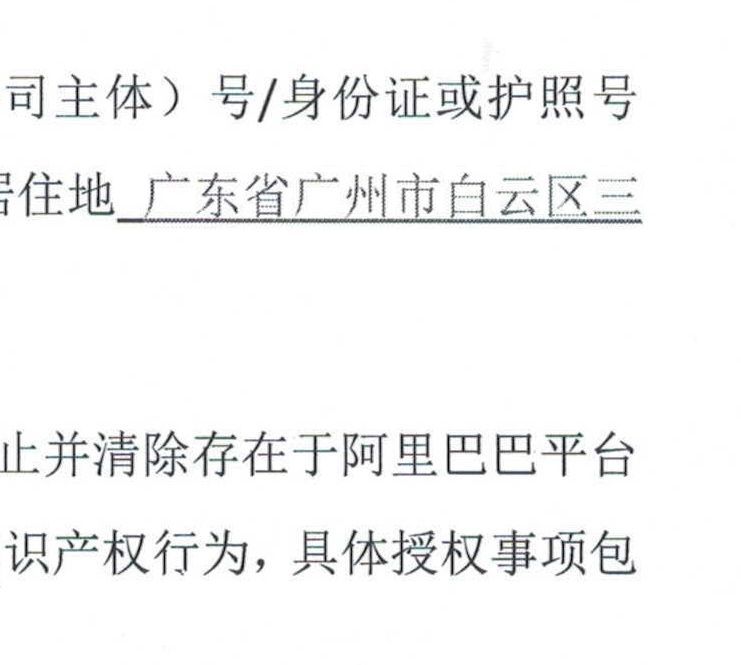 司主体）号/身份证或护照号
居住地 广东省广州市白云区三
止并清除存在于阿里巴巴平台
识产权行为，具体授权事项包